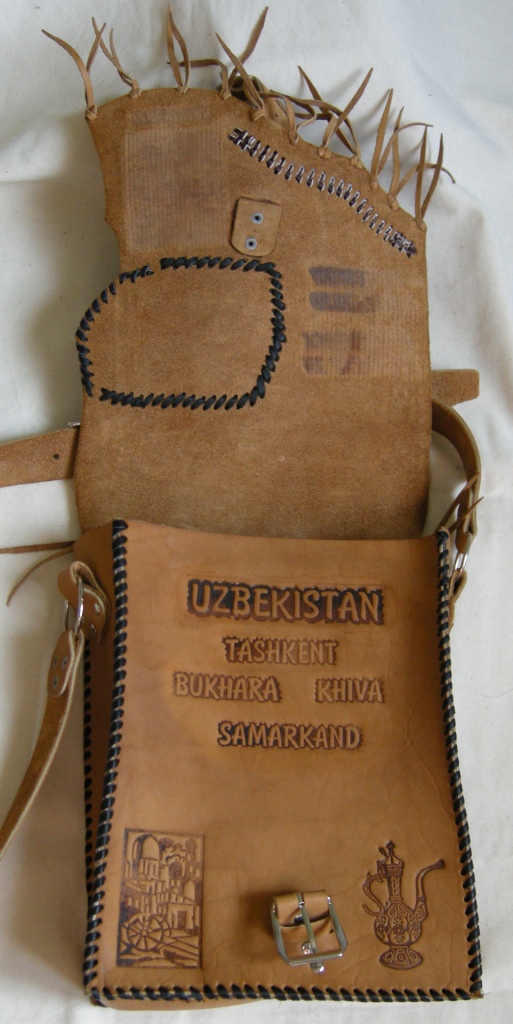 UZBEKISTAN
TASHKENT
BUKHARA KHIVA
SAMARKAND